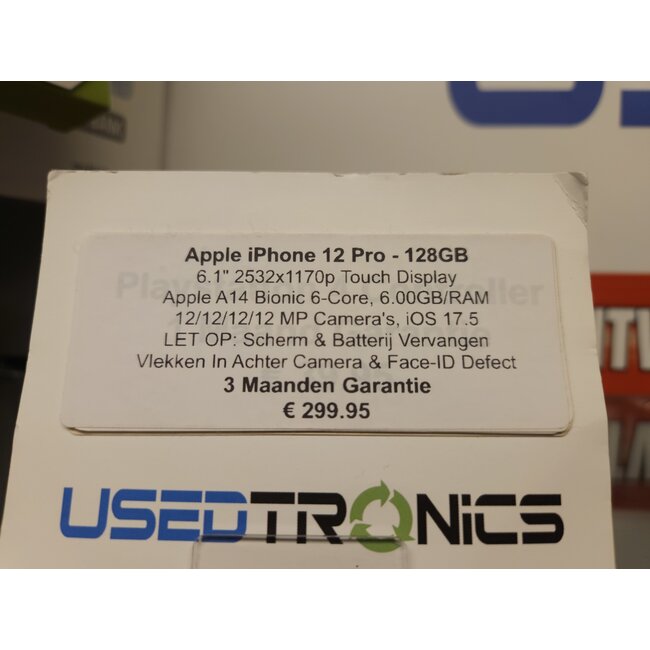 Apple iPhone 12 Pro - 128GB
6.1" 2532x1170p Touch Display
Apple A14 Bionic 6-Core, 6.00GB/RAM
12/12/12/12 MP Camera's, iOS 17.5
LET OP: Scherm & Batterij Vervangen
Vlekken In Achter Camera & Face-ID Defect
3 Maanden Garantie
€ 299.95
USEDTRONiCS